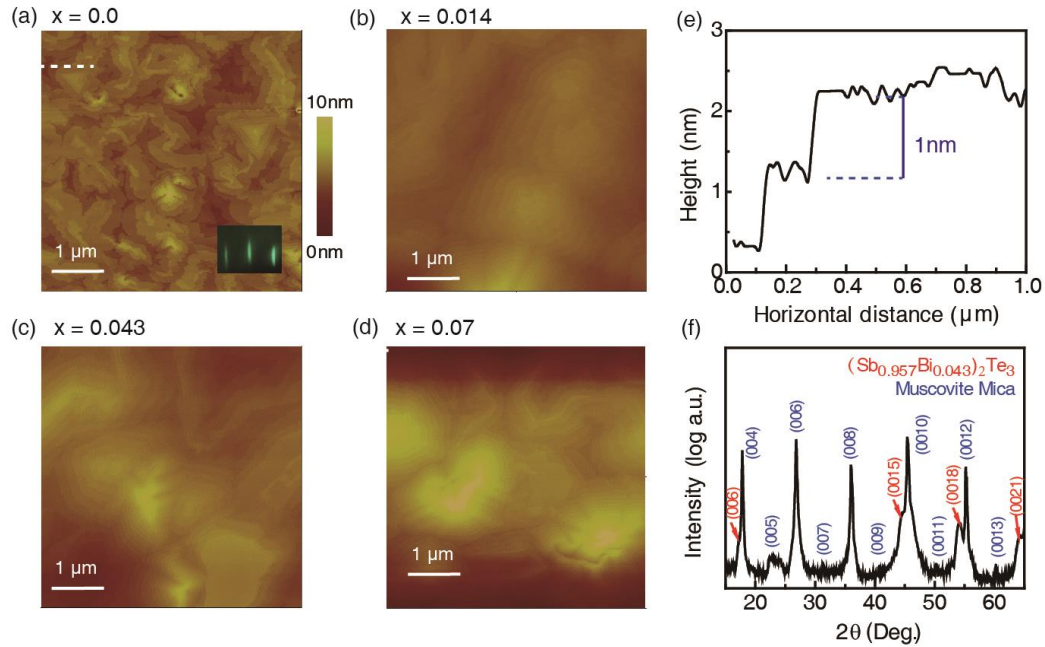 (a) x = 0.0
10nm
0nm
1 μm
(b) x = 0.014
1 μm
(c) x = 0.043
1 μm
(d) x = 0.07
1 μm
(e)
3
2
1
0
0.0 0.2 0.4 0.6 0.8 1.0
Height (nm)
Horizontal distance (μm)
1nm
(f)
(Sb0.957Bi0.043)2Te3
Muscovite Mica
(006)
(004)
(005)
(006)
(007)
(008)
(009)
(0015)
(0010)
(0011)
(0018)
(0012)
(0013)
(0021)
Intensity (log a.u.)
20 30 40 50 60
2θ (Deg.)